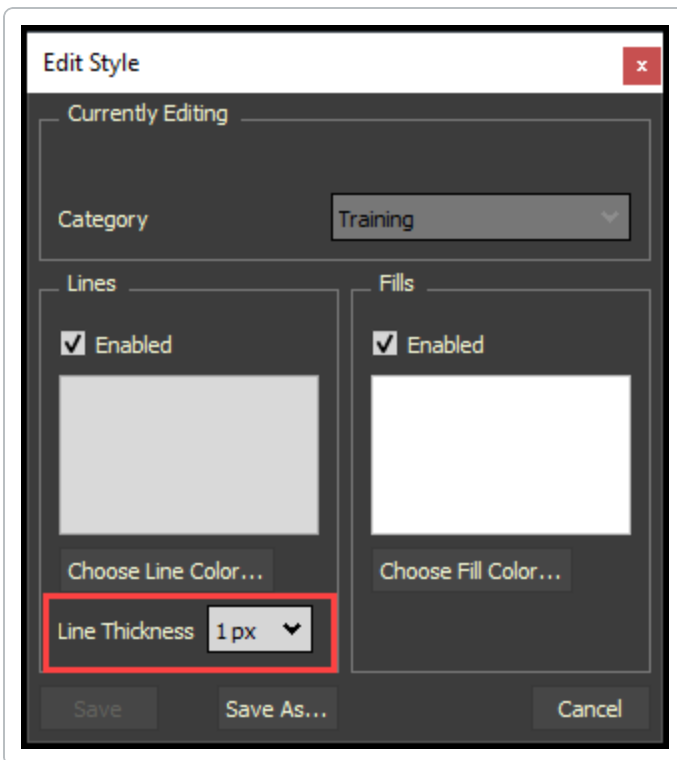 Edit Style
x
Currently Editing
Category Training
Lines
Enabled
Choose Line Color...
Line Thickness 1 px
Fills
Enabled
Choose Fill Color...
Save Save As... Cancel